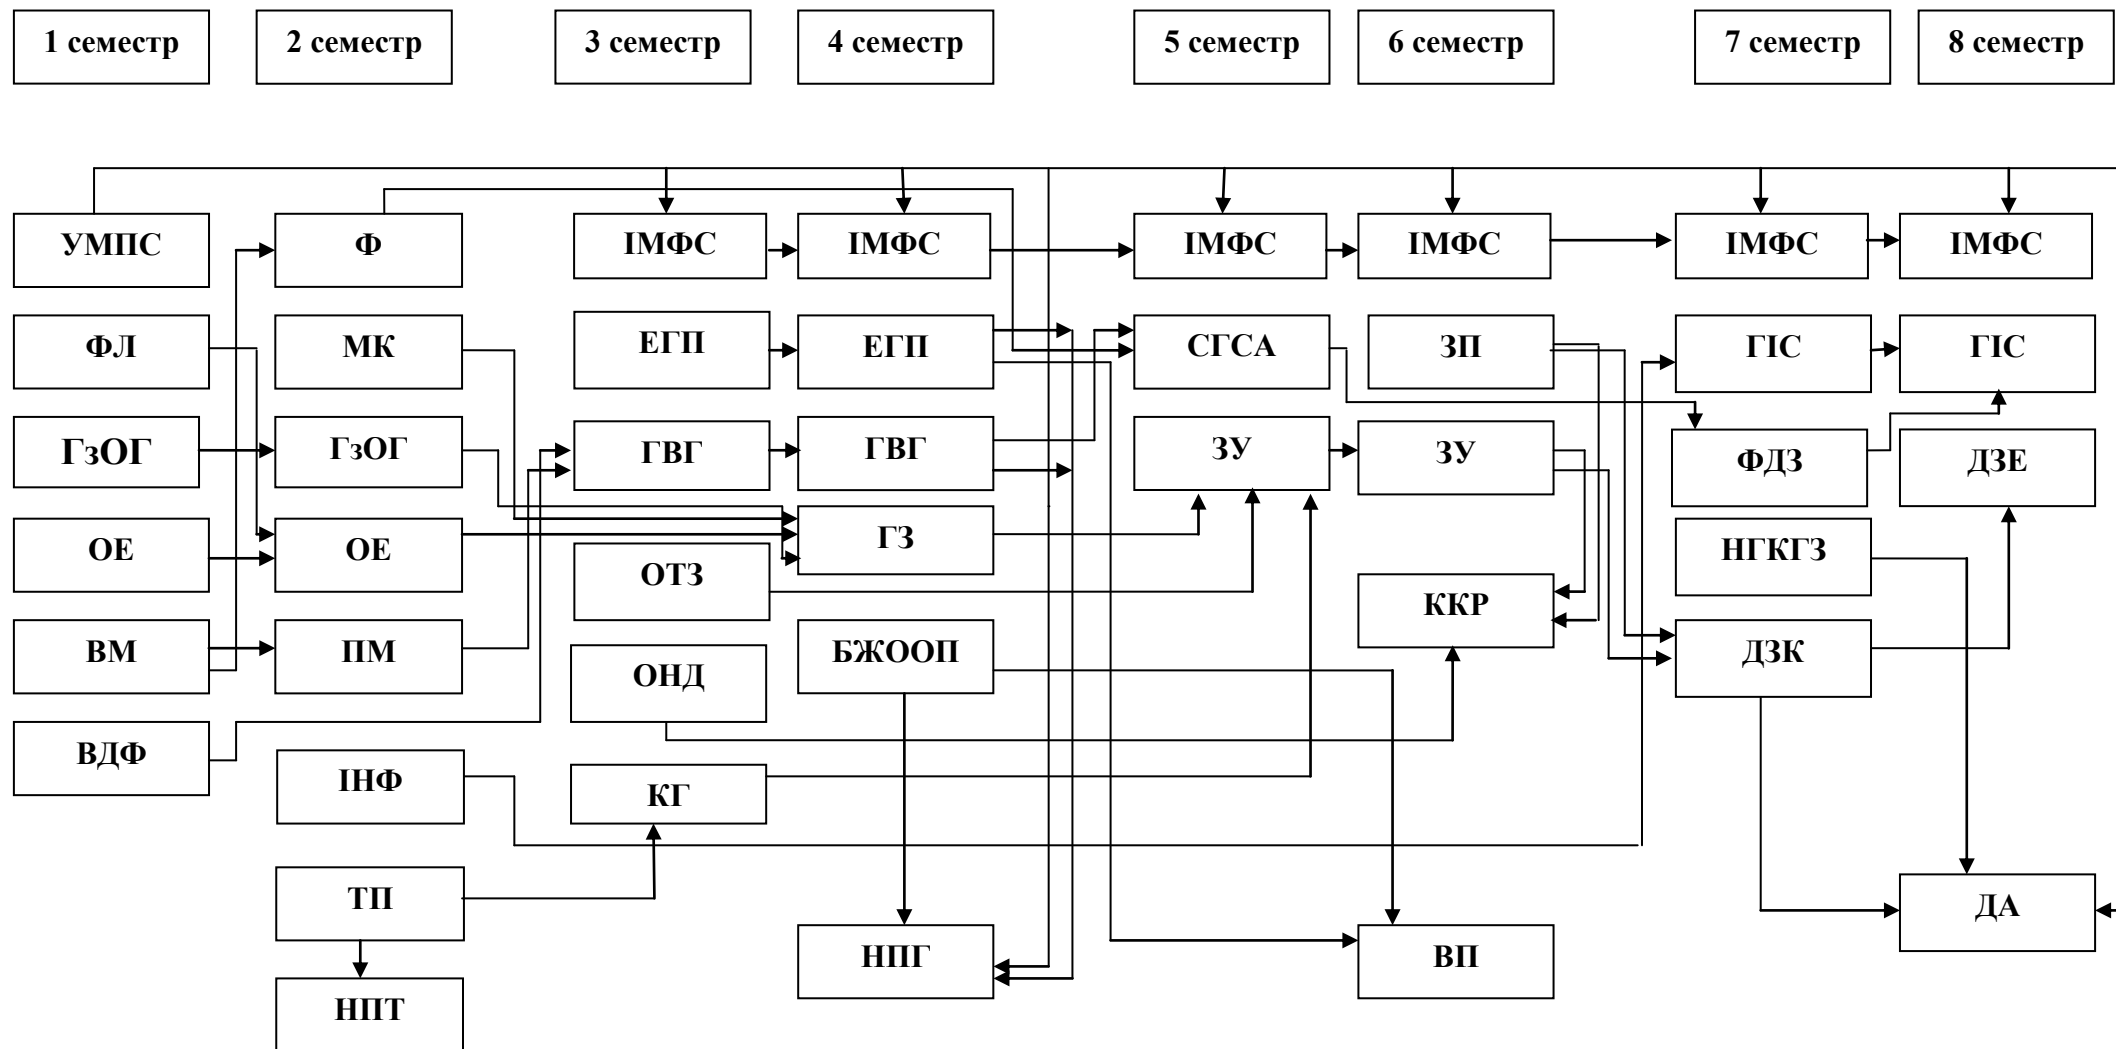 1 семестр
2 семестр
3 семестр
4 семестр
5 семестр
6 семестр
7 семестр
8 семестр
УМПС
Ф
ІМФС
ІМФС
ІМФС
ІМФС
ІМФС
ІМФС
ФЛ
МК
ЕГП
ЕГП
СГСА
ЗП
ГІС
ГІС
ГзОГ
ГзОГ
ГВГ
ГВГ
ЗУ
ЗУ
ФДЗ
ДЗЕ
ОЕ
ОЕ
ОТЗ
ГЗ
ККР
НГКГЗ
ВМ
ПМ
ОНД
БЖООП
ДЗК
ВДФ
ІНФ
КГ
ТП
НПГ
ВП
ДА
НПТ